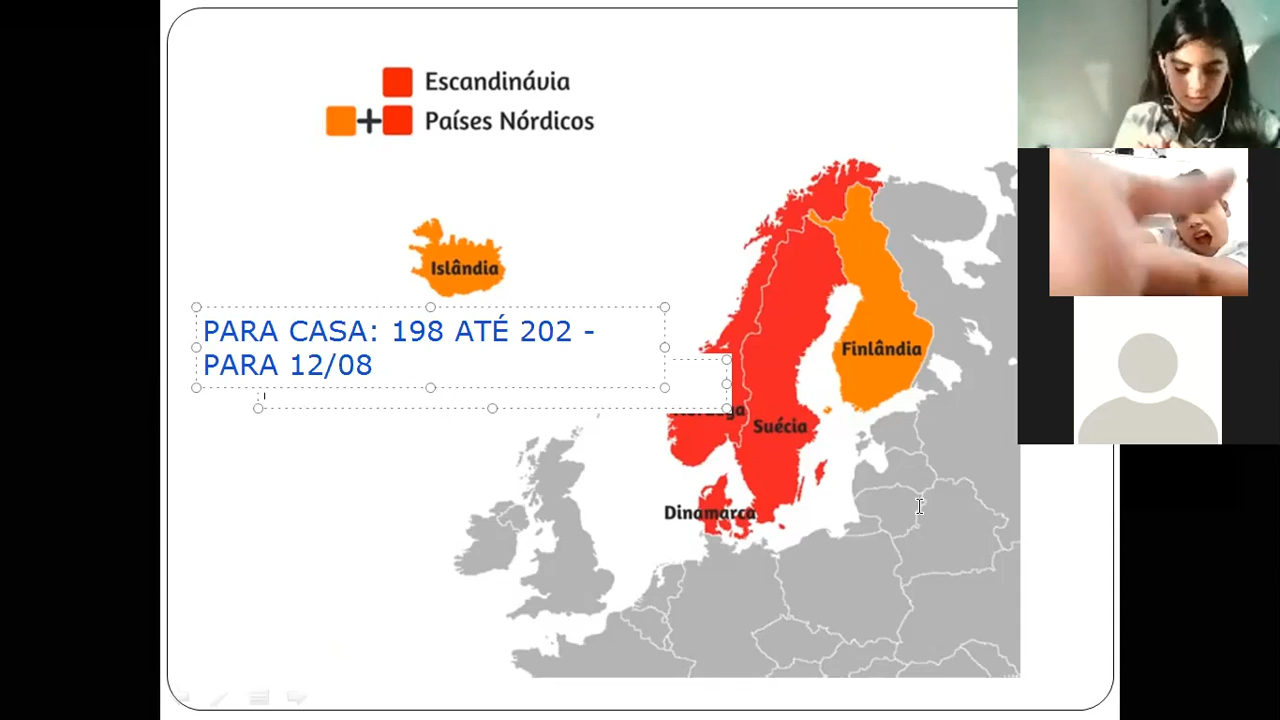 Escandinávia
Países Nórdicos
Islândia
PARA CASA: 198 ATÉ 202 -
PARA 12/08
Finlândia
Suécia
Dinamarca